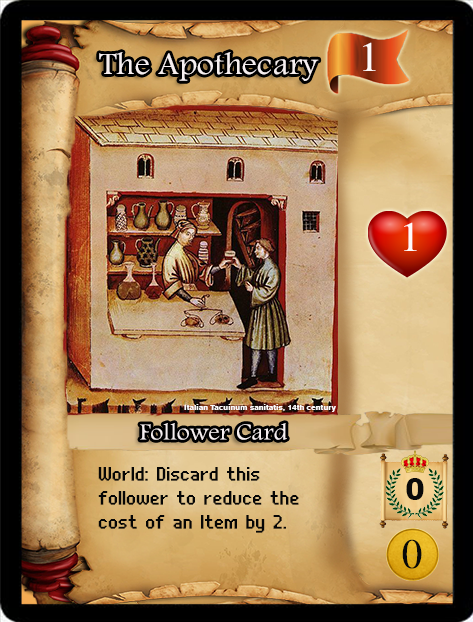 The Apothecary
1
1
Italian Tacuinum sanitatis, 14th century
Follower Card
World: Discard this
follower to reduce the
cost of an Item by 2.
0
0